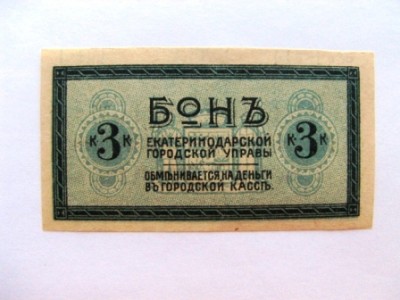 БОНЪ
К 3 К К 3 К
ЕКАТЕРИНОДАРСКОЙ
ГОРОДСКОЙ УПРАВЫ
ОБМѢНИВАЕТСЯ НА ДЕНЬГИ
ВЪ ГОРОДСКОЙ КАССѢ.